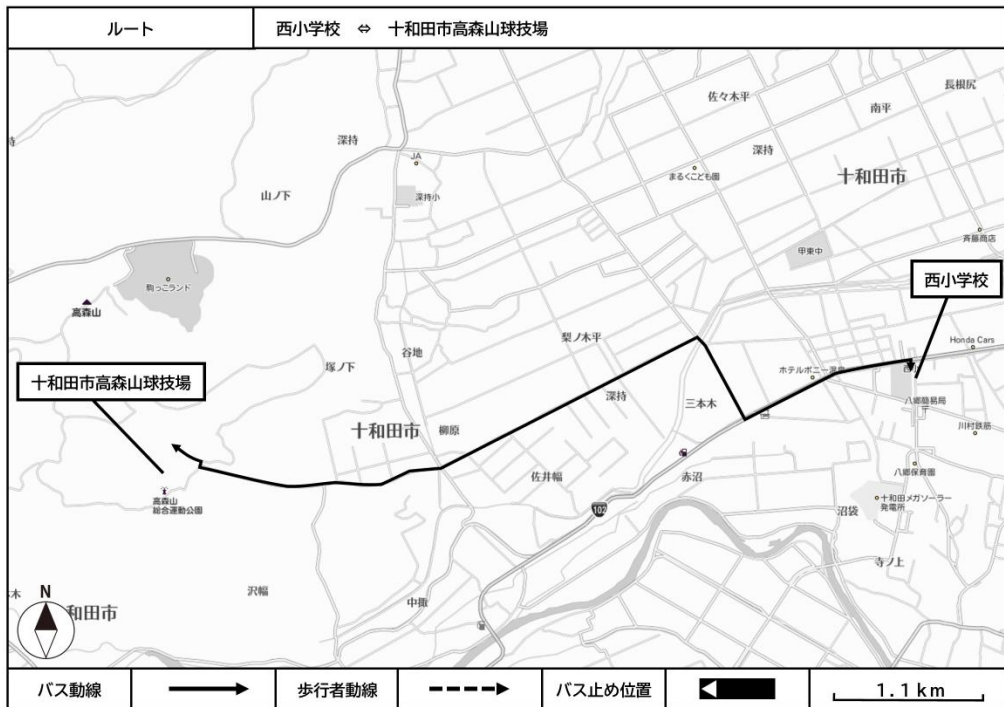 ルート
西小学校 ⇔ 十和田市高森山球技場
長根尻
佐々木平
南平
深持
深持
JA
まるくこども園
十和田市
山ノ下
深持小
斉藤商店
甲東中
西小学校
駒っこランド
高森山
梨ノ木平
Honda Cars
谷地
塚ノ下
十和田市高森山球技場
ホテルポニー温泉
深持
三本木
八郷簡易局
十和田市
柳原
川村鉄筋
佐井幅
赤沼
八郷保育園
高森山
総合運動公園
十和田メガソーラー
発電所
102
沼袋
寺ノ上
沢幅
中掫
N
和田市
バス動線
歩行者動線
バス止め位置
1.1km